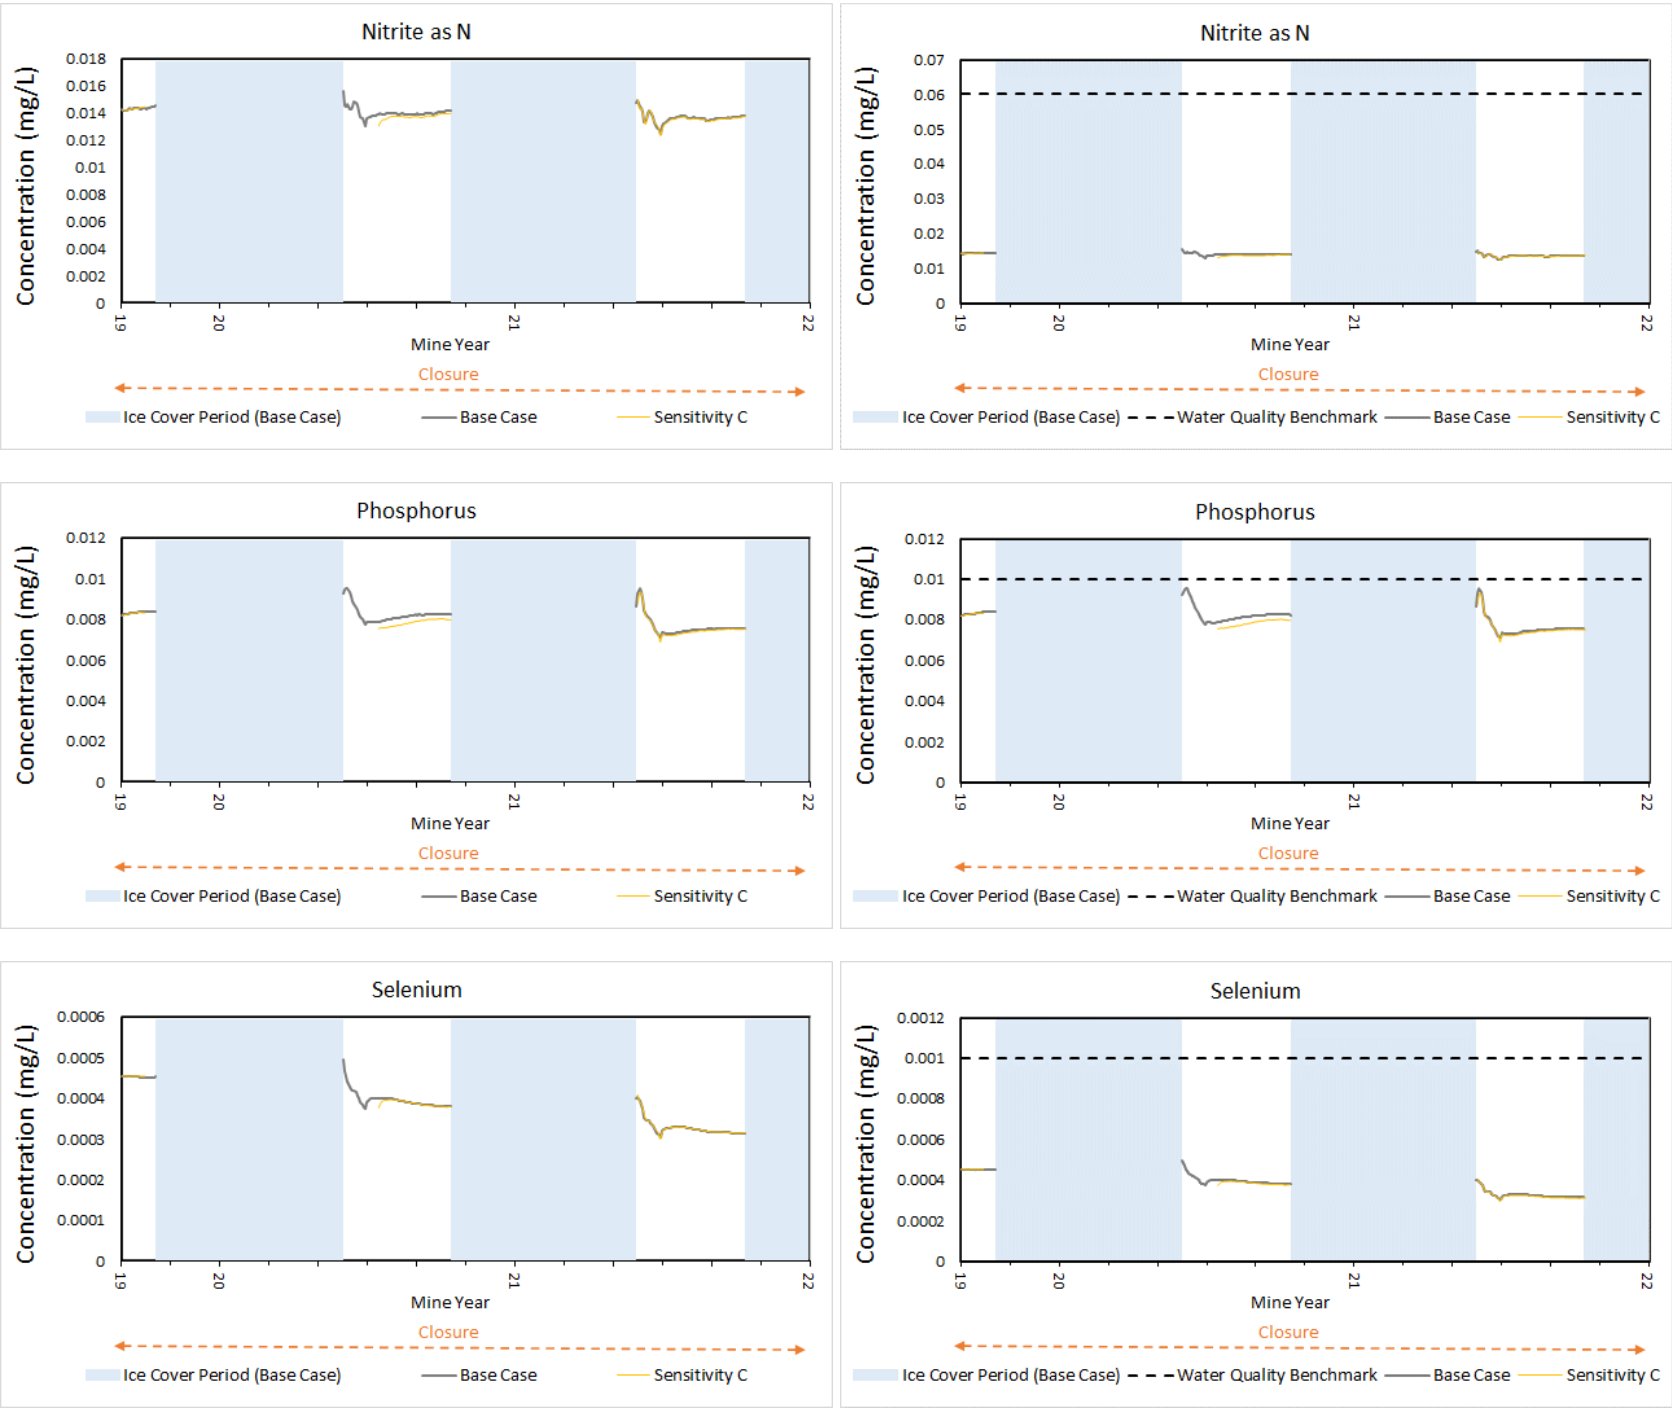 Nitrite as N
Concentration (mg/L)
0.018
0.016
0.014
0.012
0.01
0.008
0.006
0.004
0.002
0
19
20
21
22
Mine Year
Closure
Ice Cover Period (Base Case)
Base Case
Sensitivity C
Nitrite as N
Concentration (mg/L)
0.07
0.06
0.05
0.04
0.03
0.02
0.01
0
19
20
21
22
Mine Year
Closure
Ice Cover Period (Base Case)
Water Quality Benchmark
Base Case
Sensitivity C
Phosphorus
Concentration (mg/L)
0.012
0.01
0.008
0.006
0.004
0.002
0
19
20
21
22
Mine Year
Closure
Ice Cover Period (Base Case)
Base Case
Sensitivity C
Phosphorus
Concentration (mg/L)
0.012
0.01
0.008
0.006
0.004
0.002
0
19
20
21
22
Mine Year
Closure
Ice Cover Period (Base Case)
Water Quality Benchmark
Base Case
Sensitivity C
Selenium
Concentration (mg/L)
0.0006
0.0005
0.0004
0.0003
0.0002
0.0001
0
19
20
21
22
Mine Year
Closure
Ice Cover Period (Base Case)
Base Case
Sensitivity C
Selenium
Concentration (mg/L)
0.0012
0.001
0.0008
0.0006
0.0004
0.0002
0
19
20
21
22
Mine Year
Closure
Ice Cover Period (Base Case)
Water Quality Benchmark
Base Case
Sensitivity C